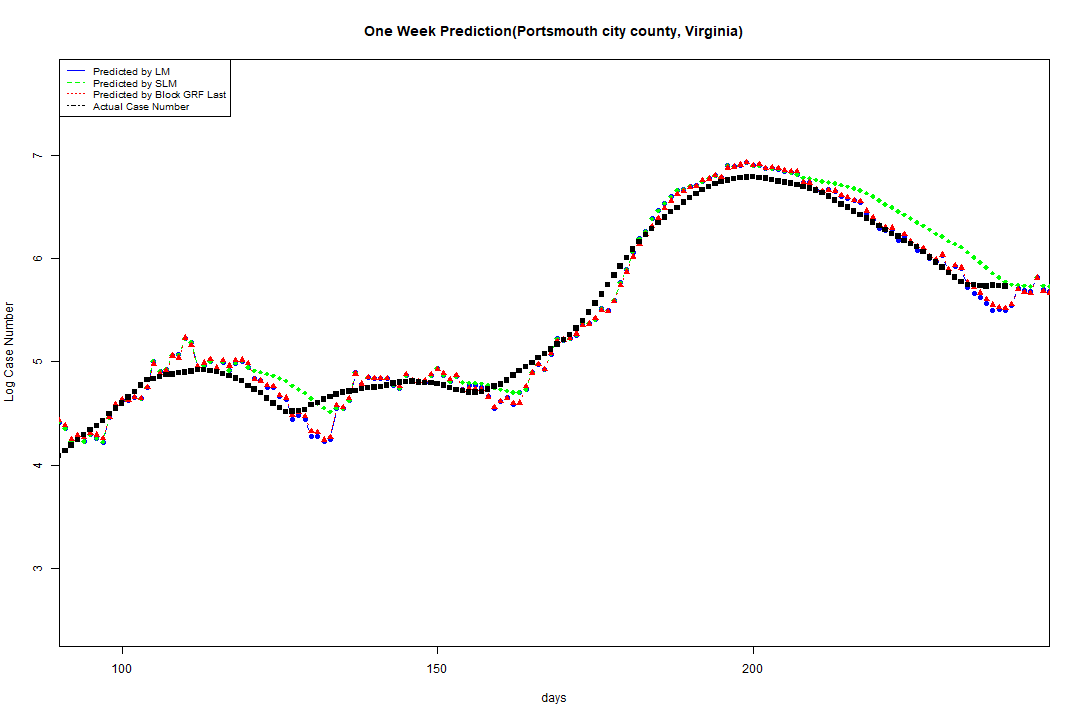 One Week Prediction(Portsmouth city county, Virginia)
Predicted by LM
Predicted by SLM
Predicted by Block GRF Last
Actual Case Number
7
6
5
4
3
Log Case Number
100 150 200
days